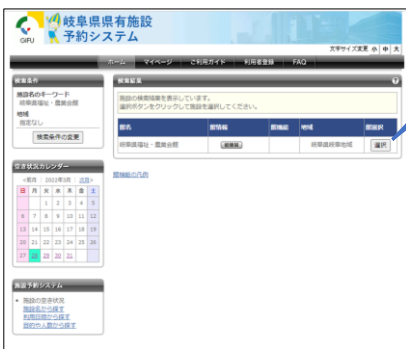 GIFU
岐阜県県有施設
予約システム
文字サイズ変更 小 中 大
ホーム マイページ ご利用ガイド 利用者登録 FAQ
検索条件
施設名のキーワード
岐阜県福祉・農業会館
地域
指定なし
検索条件の変更
空き状況カレンダー
<前月 2022年3月 次月>
日 月 火 水 木 金 土
1 2 3 4 5
6 7 8 9 10 11 12
13 14 15 16 17 18 19
20 21 22 23 24 25 26
27 28 29 30 31
施設予約システム
施設の空き状況
施設名から探す
利用日時から探す
目的や人数から探す
検索結果
施設の検索結果を表示しています。
選択ボタンをクリックして施設を選択してください。
館名 館情報 館機能 地域 館選択
岐阜県福祉・農業会館 岐阜県岐阜地域 選択
館機能の凡例